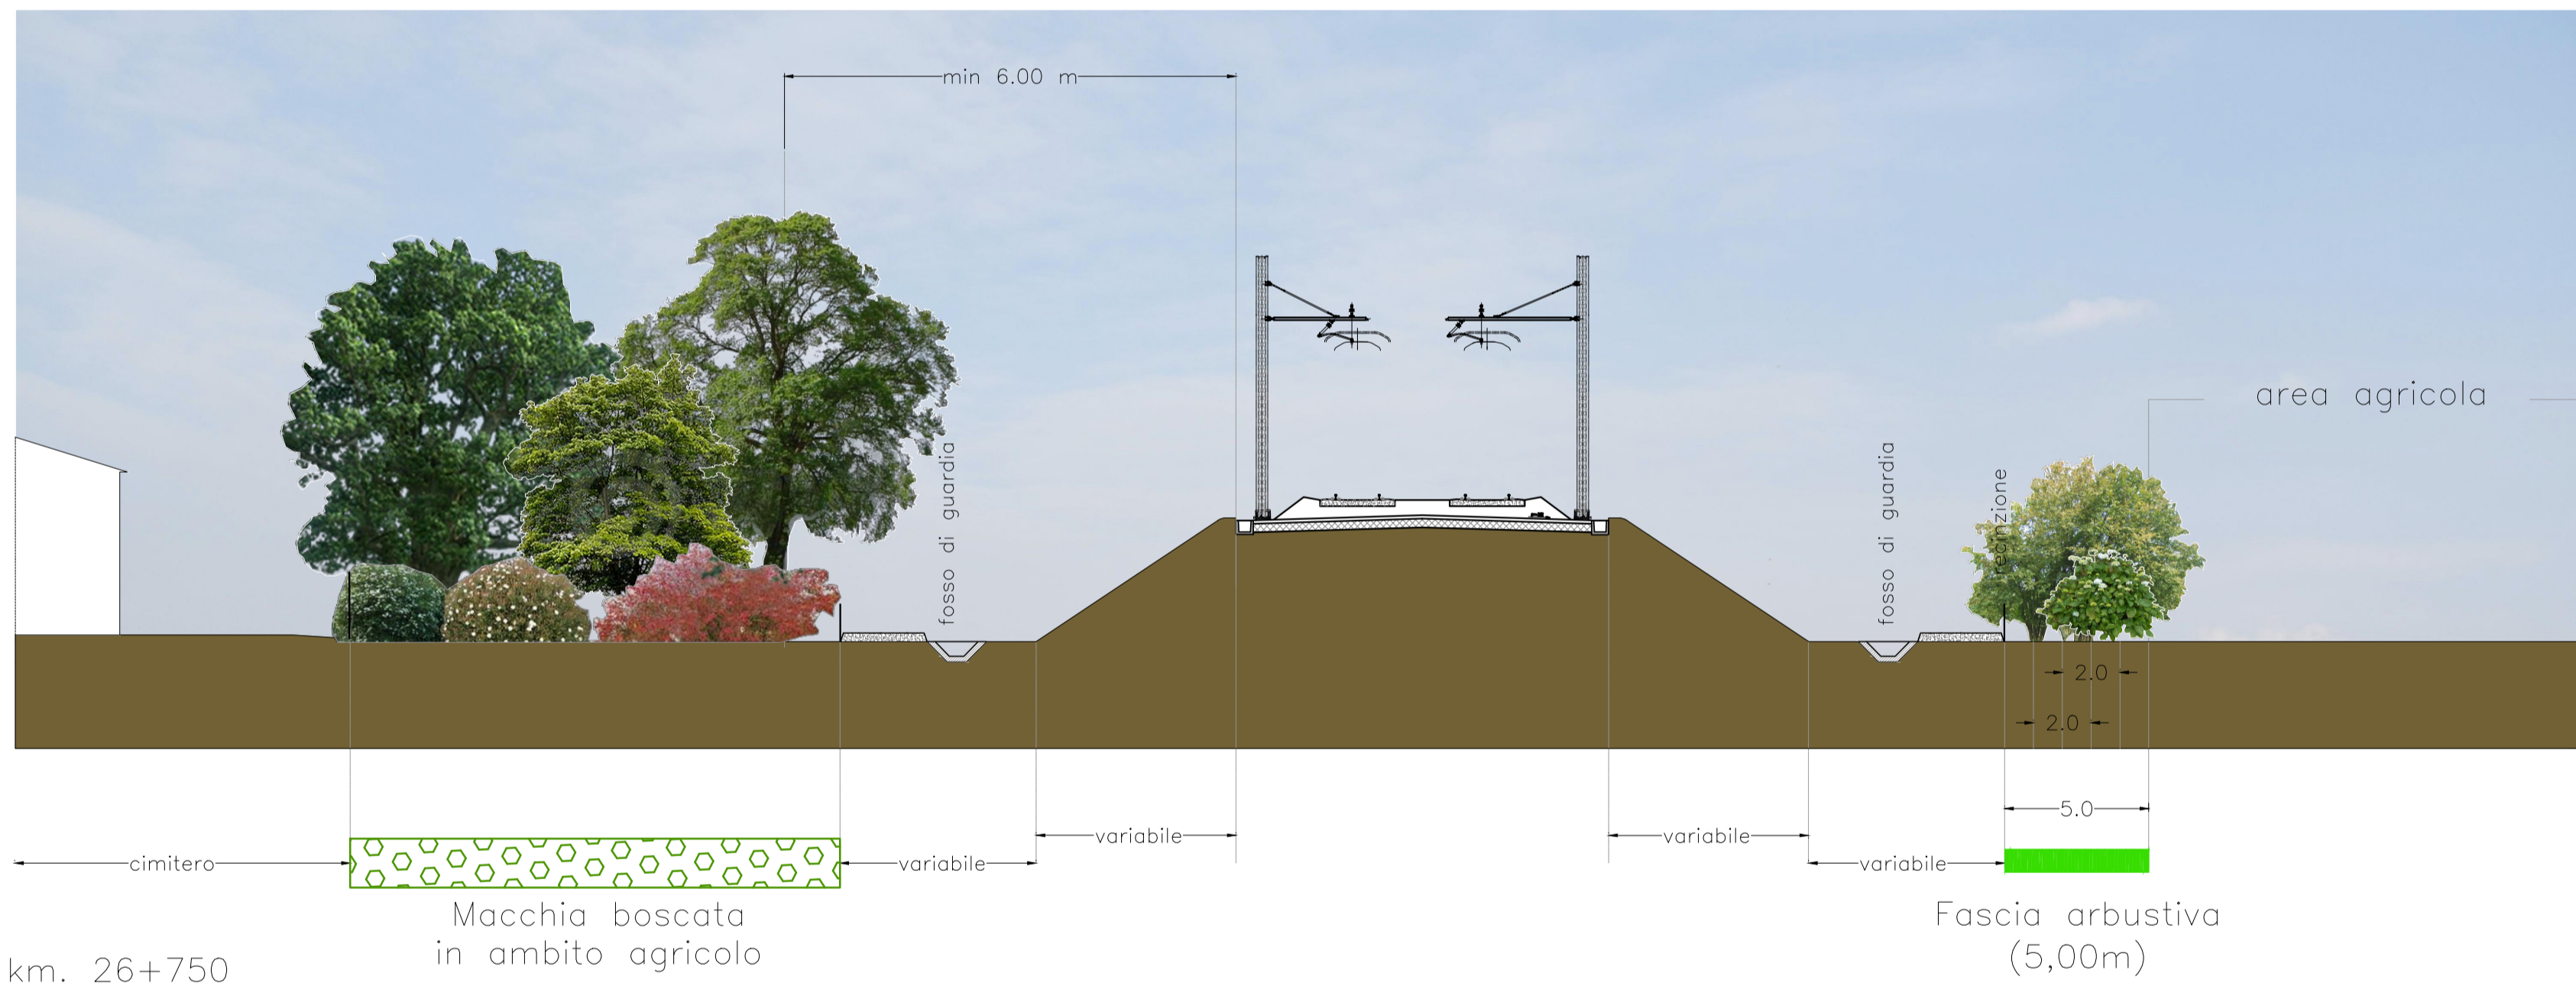 min 6.00 m
area agricola
fosso di guardia
fosso di guardia
recinzione
2.0
2.0
5.0
variabile
variabile
cimitero
variabile
variabile
Macchia boscata
in ambito agricolo
Fascia arbustiva
(5,00m)
km. 26+750